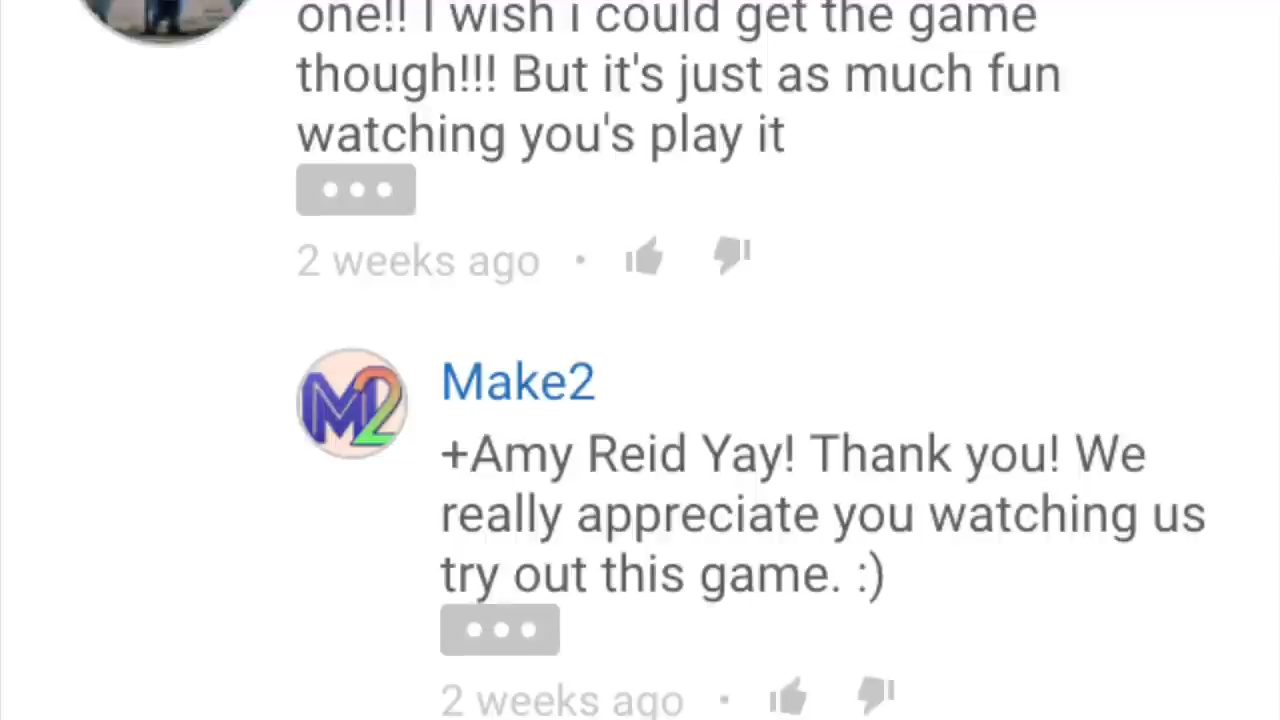 one!! I wish i could get the game
though!!! But it's just as much fun
watching you's play it
2 weeks ago
M2
Make2
+Amy Reid Yay! Thank you! We
really appreciate you watching us
try out this game. :)
2 weeks ago